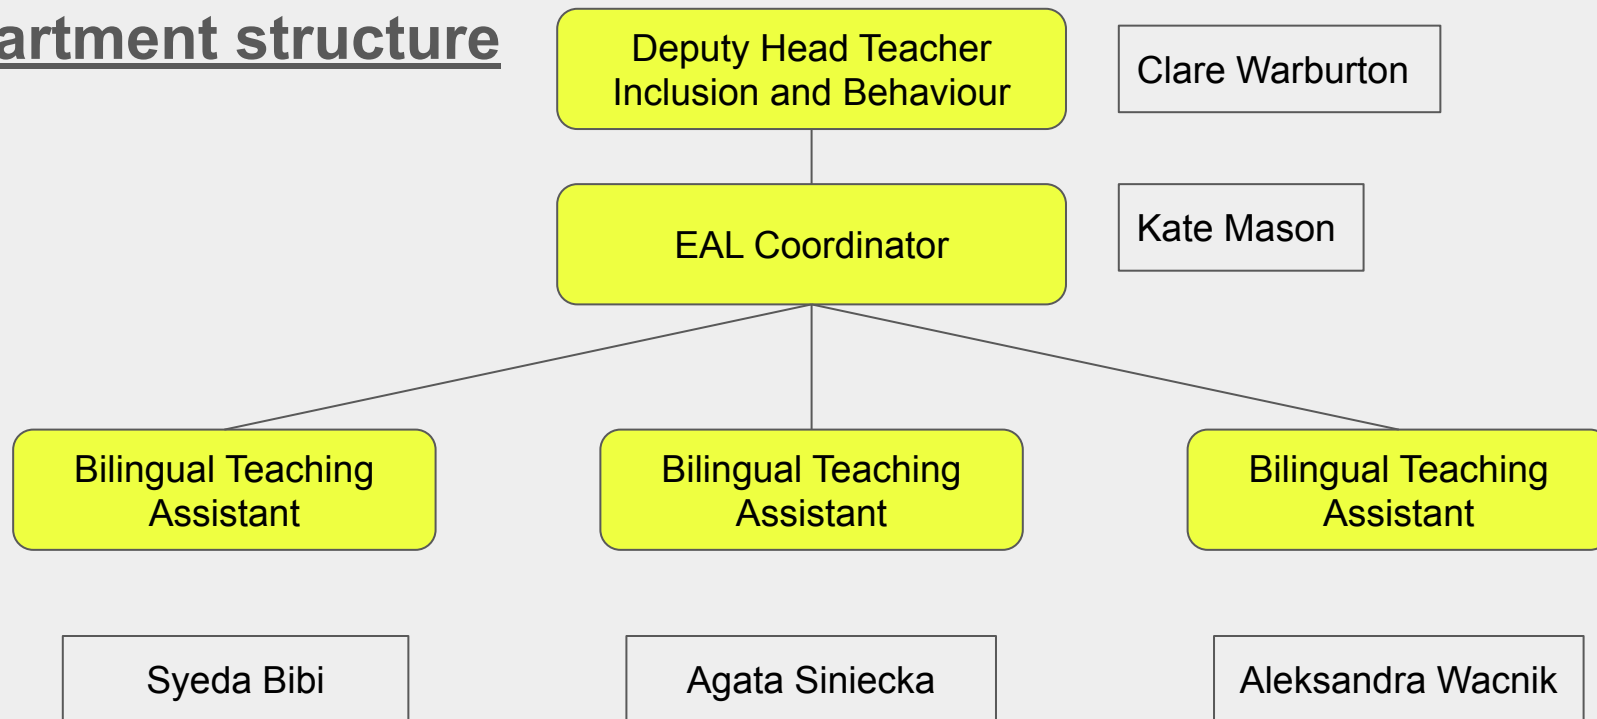 artment structure
Deputy Head Teacher
Inclusion and Behaviour
Clare Warburton
EAL Coordinator
Kate Mason
Bilingual Teaching
Assistant
Bilingual Teaching
Assistant
Bilingual Teaching
Assistant
Syeda Bibi
Agata Siniecka
Aleksandra Wacnik